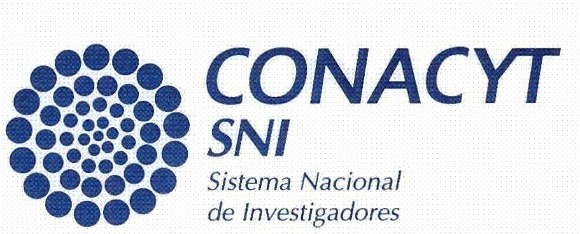 CONACYT
SNI
Sistema Nacional
de Investigadores